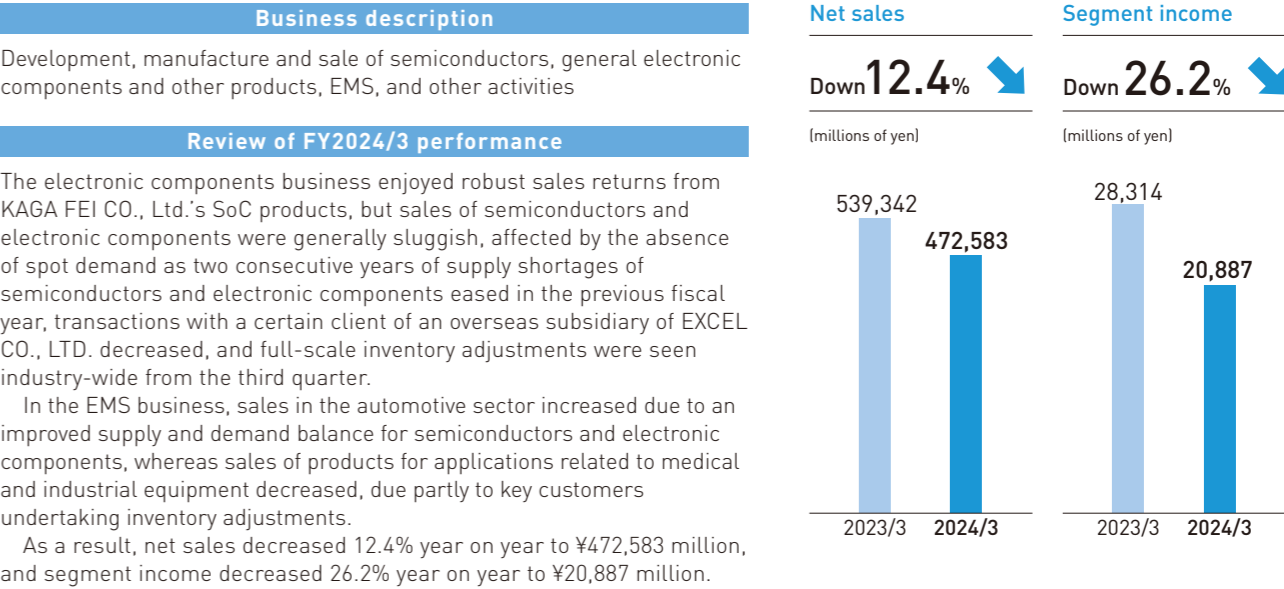 Business description
Development, manufacture and sale of semiconductors, general electronic
components and other products, EMS, and other activities
Review of FY2024/3 performance
The electronic components business enjoyed robust sales returns from
KAGA FEI CO., Ltd.'s SoC products, but sales of semiconductors and
electronic components were generally sluggish, affected by the absence
of spot demand as two consecutive years of supply shortages of
semiconductors and electronic components eased in the previous fiscal
year, transactions with a certain client of an overseas subsidiary of EXCEL
CO., LTD. decreased, and full-scale inventory adjustments were seen
industry-wide from the third quarter.
In the EMS business, sales in the automotive sector increased due to an
improved supply and demand balance for semiconductors and electronic
components, whereas sales of products for applications related to medical
and industrial equipment decreased, due partly to key customers
undertaking inventory adjustments.
As a result, net sales decreased 12.4% year on year to ¥472,583 million,
and segment income decreased 26.2% year on year to ¥20,887 million.
Net sales
Down 12.4%
(millions of yen)
539,342
472,583
2023/3 2024/3
Segment income
Down 26.2%
(millions of yen)
28,314
20,887
2023/3 2024/3